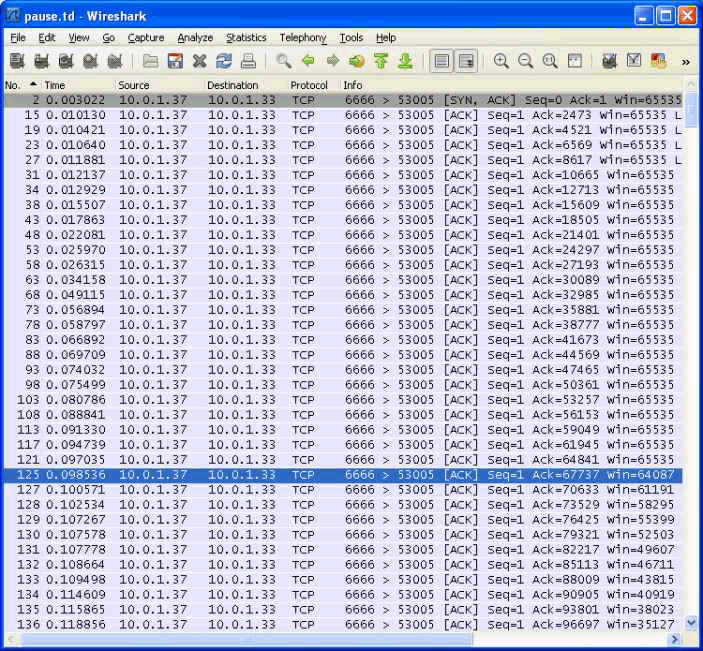 pause.td - Wireshark
File Edit View Go Capture Analyze Statistics Telephony Tools Help
No. Time Source Destination Protocol Info
2 0.003022 10.0.1.37 10.0.1.33 TCP 6666 > 53005 [SYN, ACK] Seq=0 Ack=1 Win=65535
15 0.010130 10.0.1.37 10.0.1.33 TCP 6666 > 53005 [ACK] Seq=1 Ack=2473 Win=65535 L
19 0.010421 10.0.1.37 10.0.1.33 TCP 6666 > 53005 [ACK] Seq=1 Ack=4521 Win=65535 L
23 0.010640 10.0.1.37 10.0.1.33 TCP 6666 > 53005 [ACK] Seq=1 Ack=6569 Win=65535 L
27 0.011881 10.0.1.37 10.0.1.33 TCP 6666 > 53005 [ACK] Seq=1 Ack=8617 Win=65535 L
31 0.012137 10.0.1.37 10.0.1.33 TCP 6666 > 53005 [ACK] Seq=1 Ack=10665 Win=65535
34 0.012929 10.0.1.37 10.0.1.33 TCP 6666 > 53005 [ACK] Seq=1 Ack=12713 Win=65535
38 0.015507 10.0.1.37 10.0.1.33 TCP 6666 > 53005 [ACK] Seq=1 Ack=15609 Win=65535
43 0.017863 10.0.1.37 10.0.1.33 TCP 6666 > 53005 [ACK] Seq=1 Ack=18505 Win=65535
48 0.022081 10.0.1.37 10.0.1.33 TCP 6666 > 53005 [ACK] Seq=1 Ack=21401 Win=65535
53 0.025970 10.0.1.37 10.0.1.33 TCP 6666 > 53005 [ACK] Seq=1 Ack=24297 Win=65535
58 0.026315 10.0.1.37 10.0.1.33 TCP 6666 > 53005 [ACK] Seq=1 Ack=27193 Win=65535
63 0.034158 10.0.1.37 10.0.1.33 TCP 6666 > 53005 [ACK] Seq=1 Ack=30089 Win=65535
68 0.049115 10.0.1.37 10.0.1.33 TCP 6666 > 53005 [ACK] Seq=1 Ack=32985 Win=65535
73 0.056894 10.0.1.37 10.0.1.33 TCP 6666 > 53005 [ACK] Seq=1 Ack=35881 Win=65535
78 0.058797 10.0.1.37 10.0.1.33 TCP 6666 > 53005 [ACK] Seq=1 Ack=38777 Win=65535
83 0.066892 10.0.1.37 10.0.1.33 TCP 6666 > 53005 [ACK] Seq=1 Ack=41673 Win=65535
88 0.069709 10.0.1.37 10.0.1.33 TCP 6666 > 53005 [ACK] Seq=1 Ack=44569 Win=65535
93 0.074032 10.0.1.37 10.0.1.33 TCP 6666 > 53005 [ACK] Seq=1 Ack=47465 Win=65535
98 0.075499 10.0.1.37 10.0.1.33 TCP 6666 > 53005 [ACK] Seq=1 Ack=50361 Win=65535
103 0.080786 10.0.1.37 10.0.1.33 TCP 6666 > 53005 [ACK] Seq=1 Ack=53257 Win=65535
108 0.088841 10.0.1.37 10.0.1.33 TCP 6666 > 53005 [ACK] Seq=1 Ack=56153 Win=65535
113 0.091330 10.0.1.37 10.0.1.33 TCP 6666 > 53005 [ACK] Seq=1 Ack=59049 Win=65535
117 0.094739 10.0.1.37 10.0.1.33 TCP 6666 > 53005 [ACK] Seq=1 Ack=61945 Win=65535
121 0.097035 10.0.1.37 10.0.1.33 TCP 6666 > 53005 [ACK] Seq=1 Ack=64841 Win=65535
125 0.098536 10.0.1.37 10.0.1.33 TCP 6666 > 53005 [ACK] Seq=1 Ack=67737 Win=64087
127 0.100571 10.0.1.37 10.0.1.33 TCP 6666 > 53005 [ACK] Seq=1 Ack=70633 Win=61191
128 0.102534 10.0.1.37 10.0.1.33 TCP 6666 > 53005 [ACK] Seq=1 Ack=73529 Win=58295
129 0.107267 10.0.1.37 10.0.1.33 TCP 6666 > 53005 [ACK] Seq=1 Ack=76425 Win=55399
130 0.107578 10.0.1.37 10.0.1.33 TCP 6666 > 53005 [ACK] Seq=1 Ack=79321 Win=52503
131 0.107778 10.0.1.37 10.0.1.33 TCP 6666 > 53005 [ACK] Seq=1 Ack=82217 Win=49607
132 0.108664 10.0.1.37 10.0.1.33 TCP 6666 > 53005 [ACK] Seq=1 Ack=85113 Win=46711
133 0.109498 10.0.1.37 10.0.1.33 TCP 6666 > 53005 [ACK] Seq=1 Ack=88009 Win=43815
134 0.114609 10.0.1.37 10.0.1.33 TCP 6666 > 53005 [ACK] Seq=1 Ack=90905 Win=40919
135 0.115865 10.0.1.37 10.0.1.33 TCP 6666 > 53005 [ACK] Seq=1 Ack=93801 Win=38023
136 0.118856 10.0.1.37 10.0.1.33 TCP 6666 > 53005 [ACK] Seq=1 Ack=96697 Win=35127